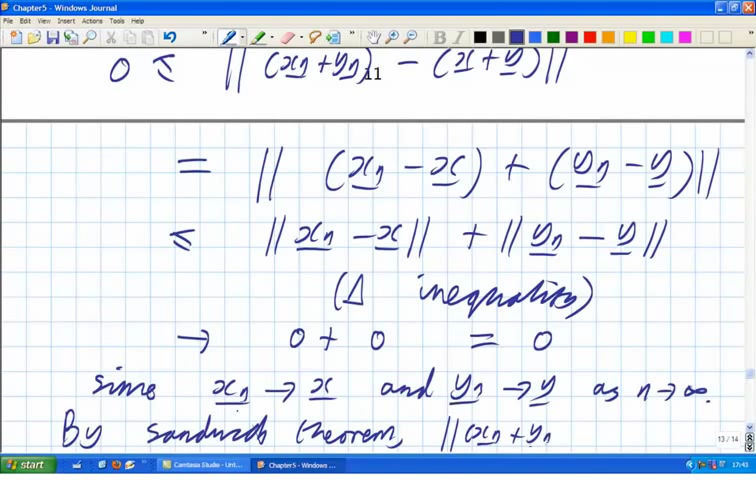 Chapter5 - Windows Journal
File Edit View Insert Actions Tools Help
0 ≤ || (xn + yn) - (x + y) ||
11
= || (xn - x) + (yn - y) ||
≤ || xn - x || + || yn - y ||
(Δ inequality)
→ 0 + 0 = 0
since xn → x and yn → y as n → ∞.
By sandwich theorem, || (xn + yn
13 / 14
start Camtasia Studio - Unt... Chapter5 - Windows ... 17:43